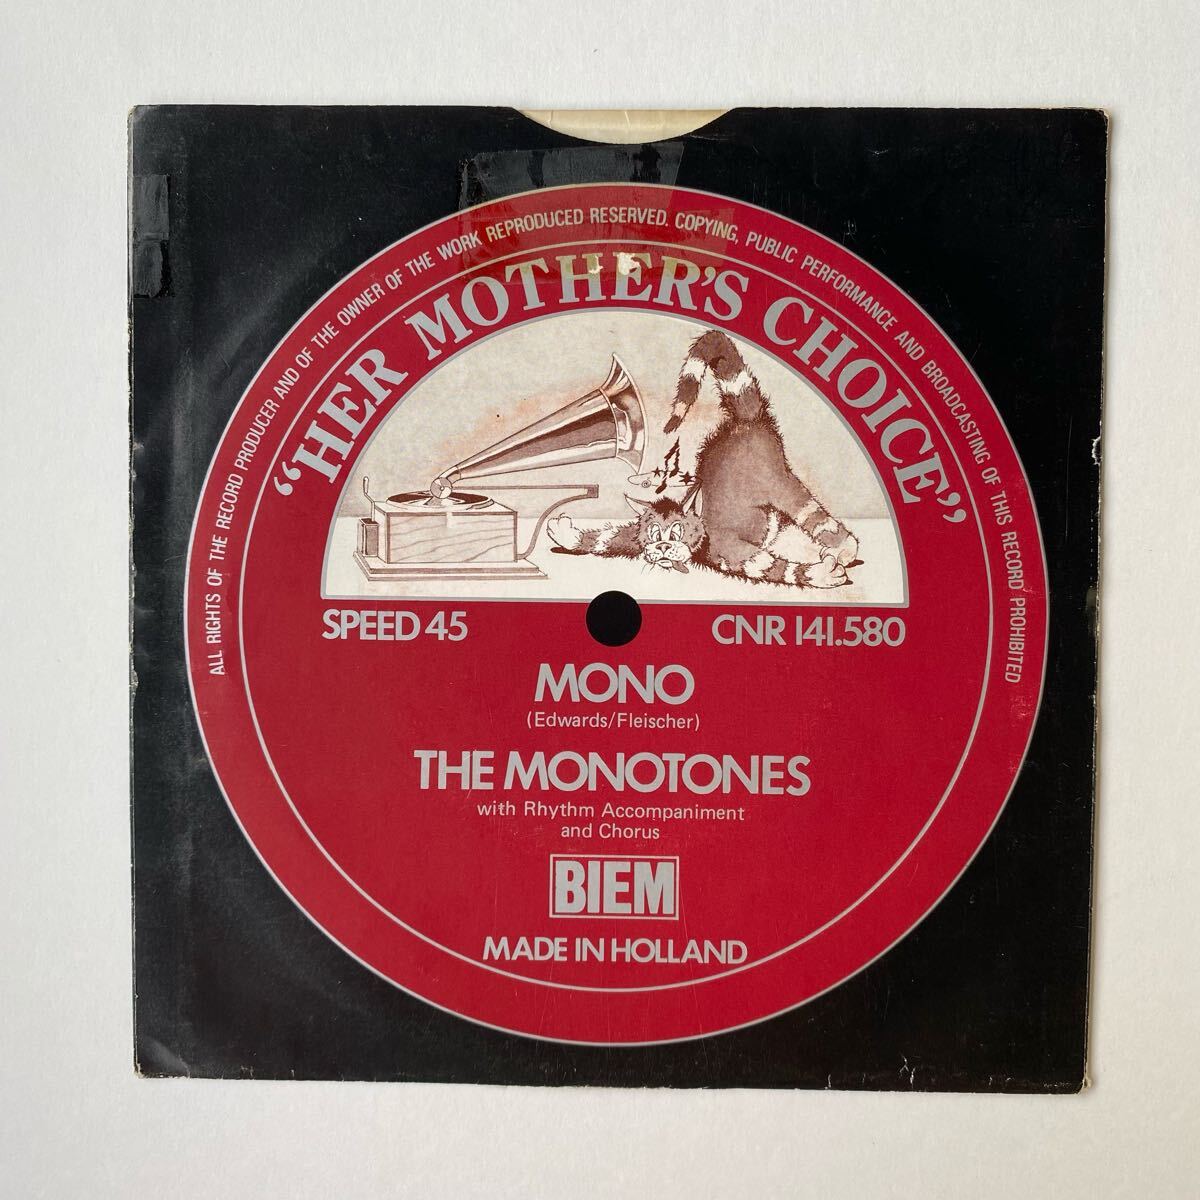 ALL RIGHTS OF THE RECORD PRODUCER AND OF THE OWNER OF THE WORK REPRODUCED RESERVED. COPYING, PUBLIC PERFORMANCE AND BROADCASTING OF THIS RECORD PROHIBITED
“HER MOTHER'S CHOICE”
SPEED 45
CNR 141.580
MONO
(Edwards/Fleischer)
THE MONOTONES
with Rhythm Accompaniment
and Chorus
BIEM
MADE IN HOLLAND